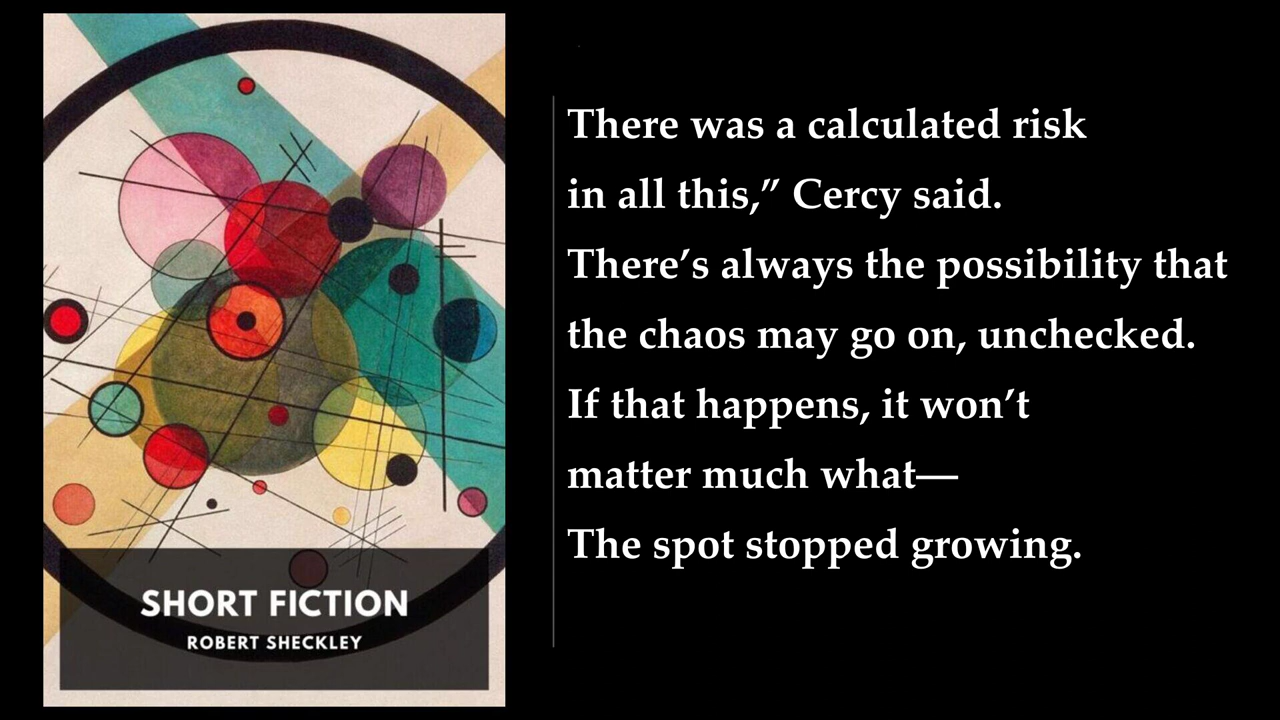 SHORT FICTION
ROBERT SHECKLEY
There was a calculated risk
in all this,” Cercy said.
There’s always the possibility that
the chaos may go on, unchecked.
If that happens, it won’t
matter much what—
The spot stopped growing.